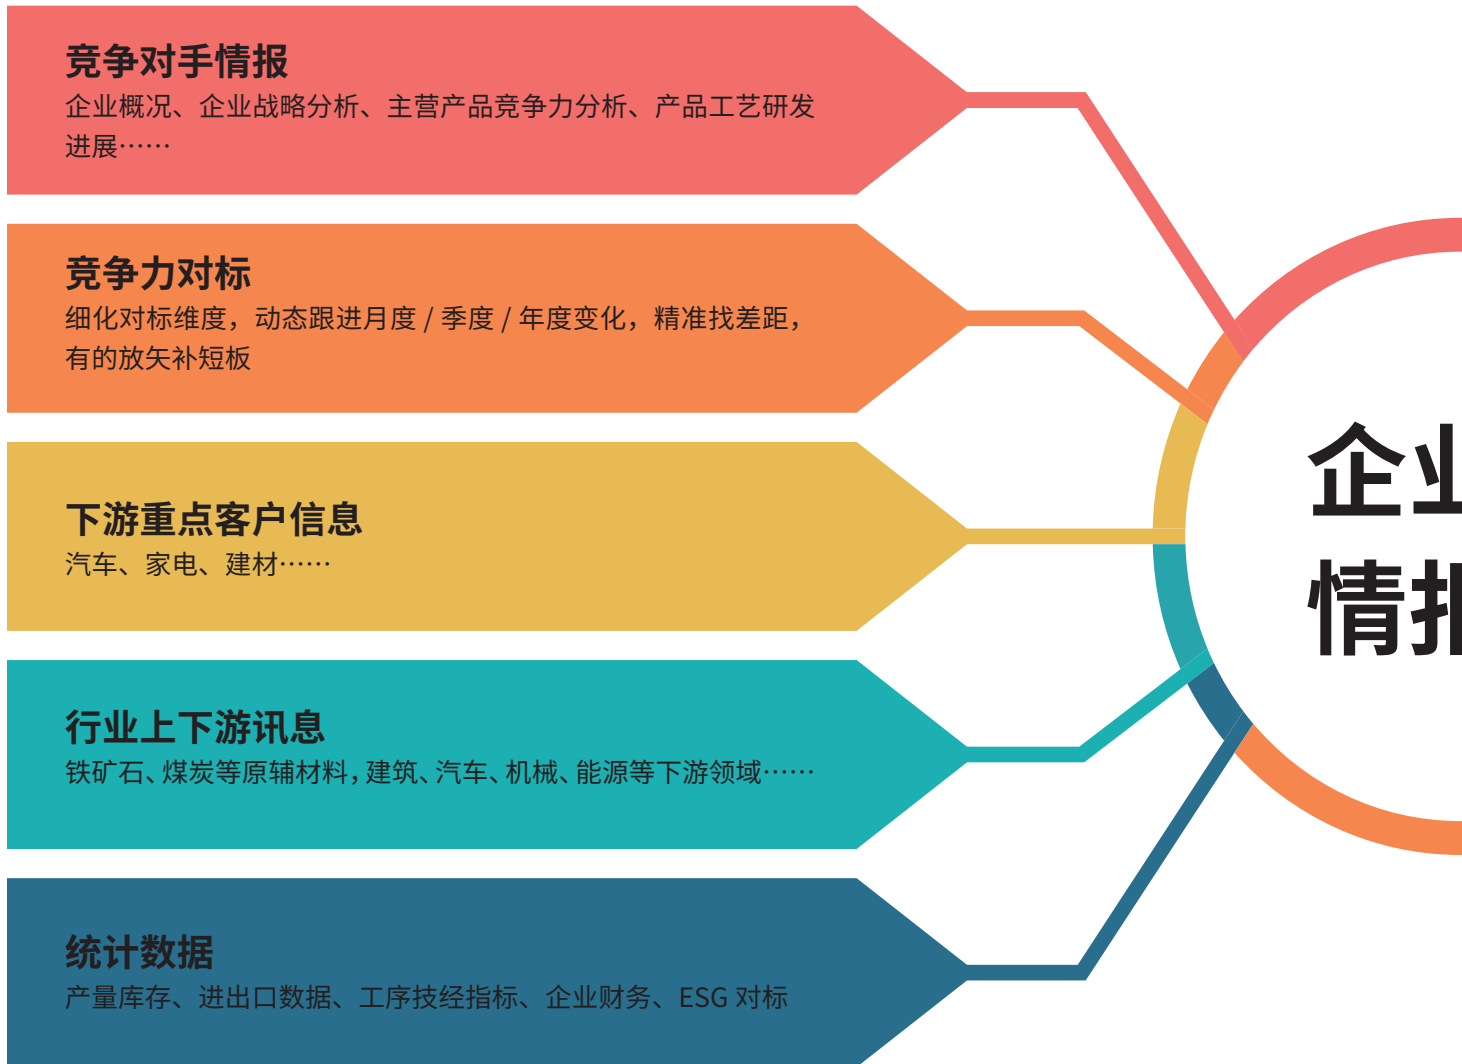 竞争对手情报
企业概况、企业战略分析、主营产品竞争力分析、产品工艺研发
进展……
竞争力对标
细化对标维度，动态跟进月度 / 季度 / 年度变化，精准找差距，
有的放矢补短板
下游重点客户信息
汽车、家电、建材……
行业上下游讯息
铁矿石、煤炭等原辅材料，建筑、汽车、机械、能源等下游领域……
统计数据
产量库存、进出口数据、工序技经指标、企业财务、ESG 对标
企
情